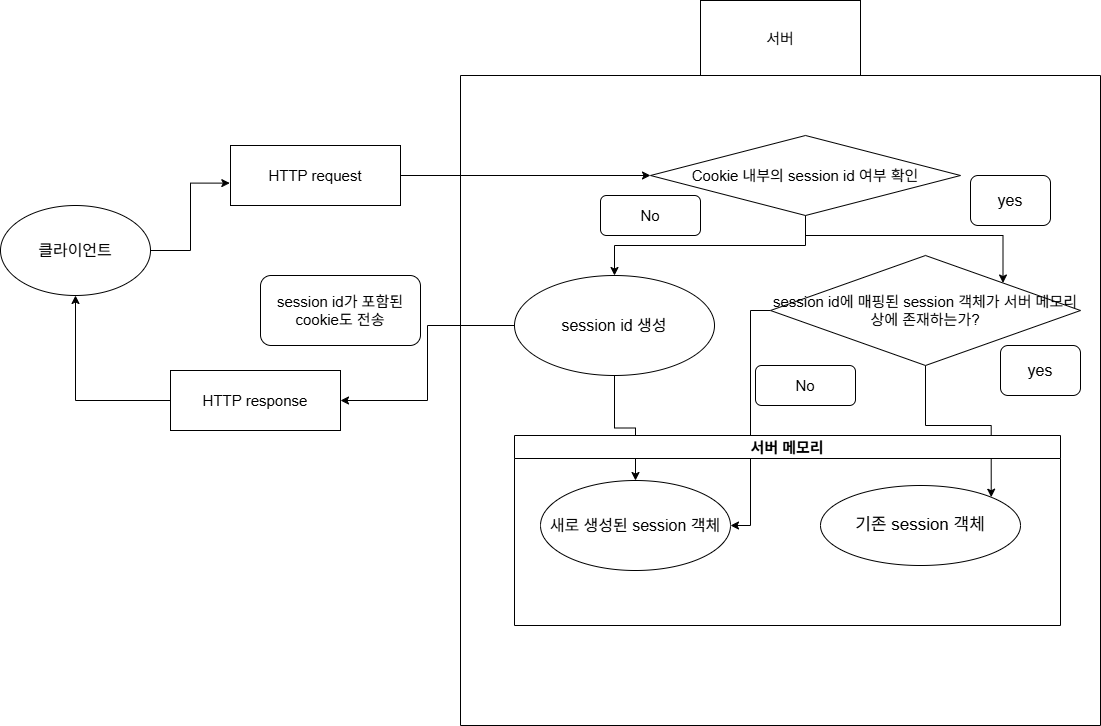 서버
HTTP request
Cookie 내부의 session id 여부 확인
No
yes
클라이언트
session id가 포함된
cookie도 전송
session id 생성
session id에 매핑된 session 객체가 서버 메모리
상에 존재하는가?
No
yes
HTTP response
서버 메모리
새로 생성된 session 객체
기존 session 객체